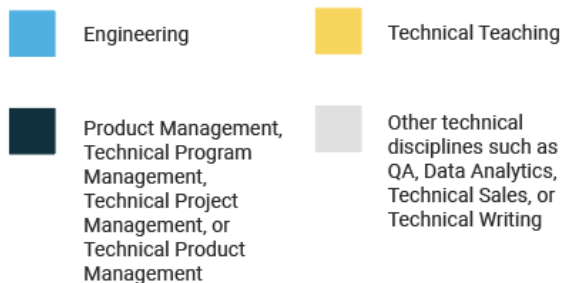 Engineering
Technical Teaching
Product Management,
Technical Program
Management,
Technical Project
Management, or
Technical Product
Management
Other technical
disciplines such as
QA, Data Analytics,
Technical Sales, or
Technical Writing